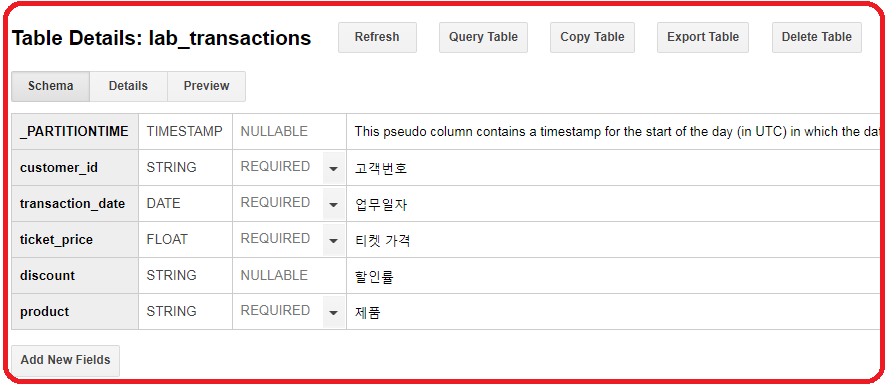 Table Details: lab_transactions Refresh Query Table Copy Table Export Table Delete Table
Schema Details Preview
_PARTITIONTIME TIMESTAMP NULLABLE This pseudo column contains a timestamp for the start of the day (in UTC) in which the dat
customer_id STRING REQUIRED 고객번호
transaction_date DATE REQUIRED 업무일자
ticket_price FLOAT REQUIRED 티켓 가격
discount STRING NULLABLE 할인률
product STRING REQUIRED 제품
Add New Fields